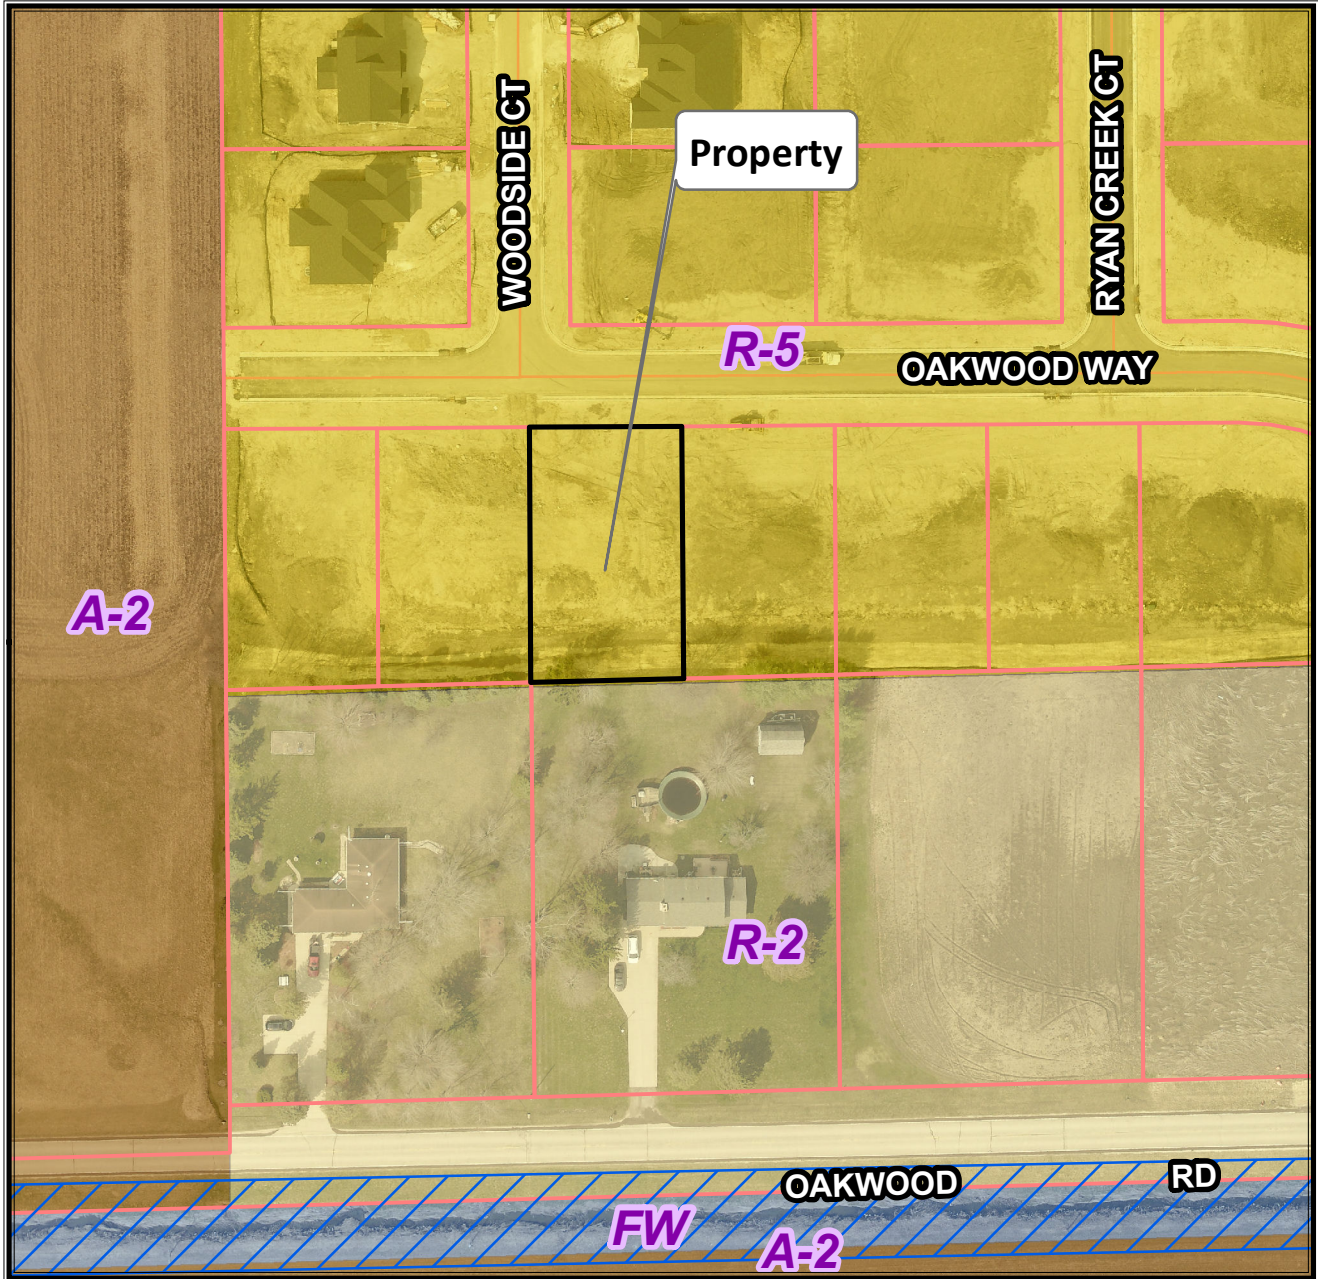 WOODSIDE CT
RYAN CREEK CT
Property
R-5
OAKWOOD WAY
A-2
R-2
OAKWOOD RD
FW
A-2